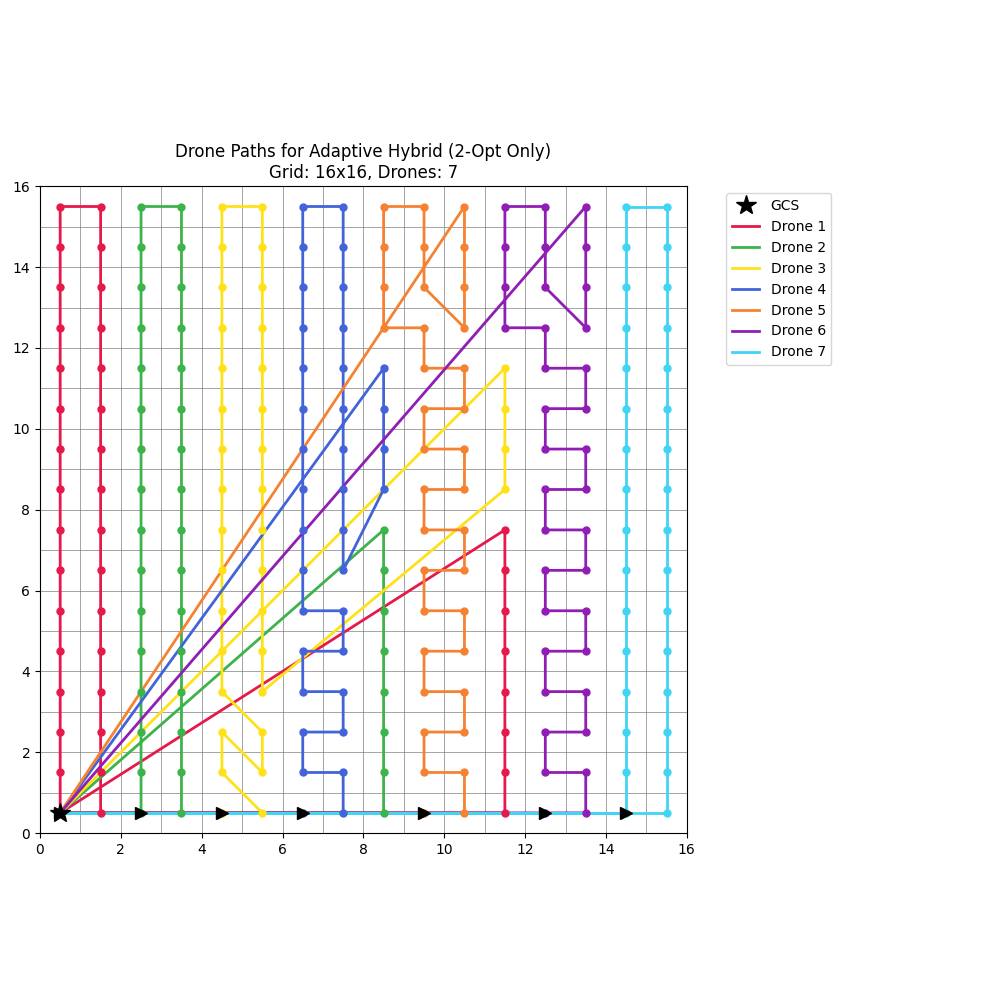 Drone Paths for Adaptive Hybrid (2-Opt Only)
Grid: 16x16, Drones: 7
GCS
Drone 1
Drone 2
Drone 3
Drone 4
Drone 5
Drone 6
Drone 7
16
14
12
10
8
6
4
2
0
0 2 4 6 8 10 12 14 16